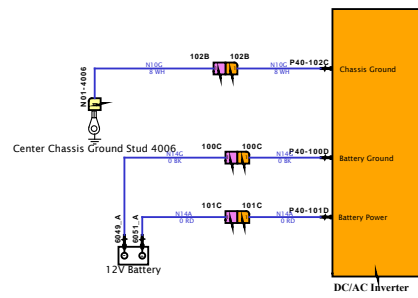 102B 102B
N10G
8 WH
N10G
8 WH
P40-102C
Chassis Ground
N01-4006
Center Chassis Ground Stud 4006
100C 100C
N14G
0 BK
N14G
0 BK
P40-100D
Battery Ground
101C 101C
N14A
0 RD
N14A
0 RD
P40-101D
Battery Power
6049_A
6051_A
12V Battery
DC/AC Inverter